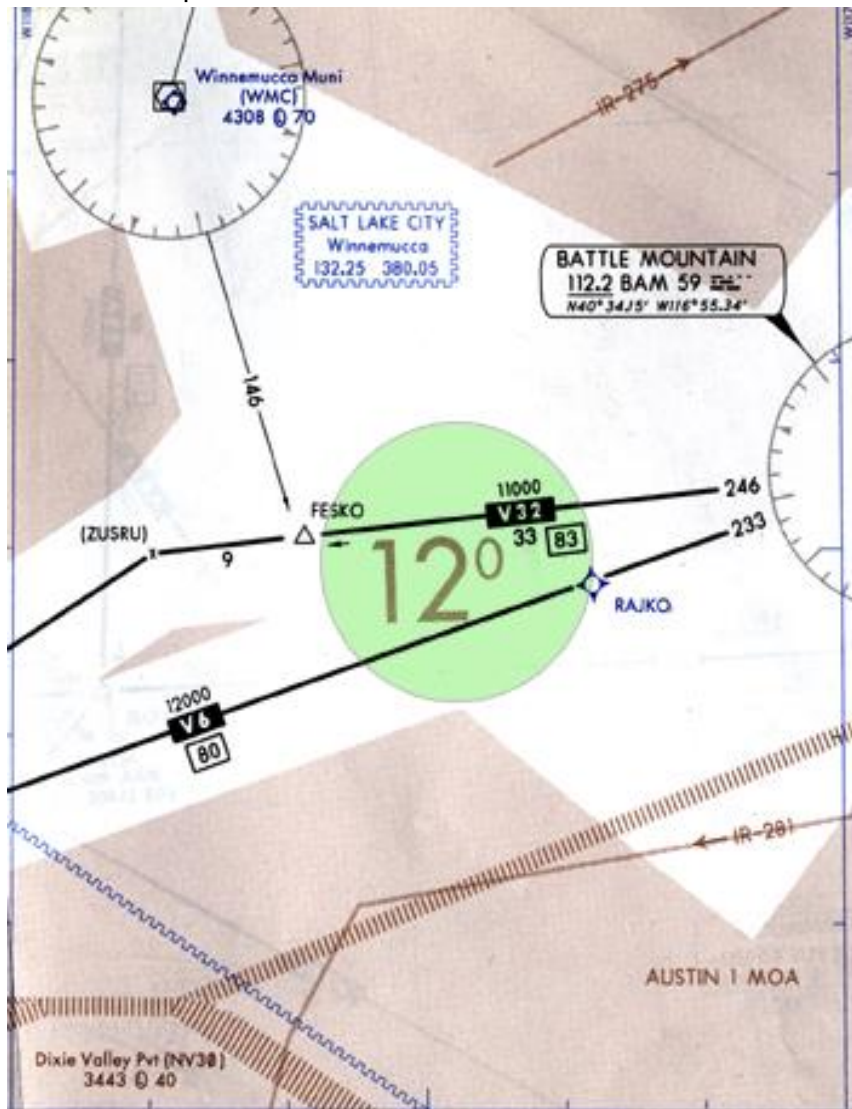 Winnemucca Muni
(WMC)
4308 Ⓛ 70
IR-275
SALT LAKE CITY
Winnemucca
132.25 380.05
BATTLE MOUNTAIN
112.2 BAM 59
N40°34.15' W116°55.34'
146
11000
V32
246
FESKO
33
83
233
(ZUSRU)
9
12⁰
RAJKO
12000
V6
80
IR-281
AUSTIN 1 MOA
Dixie Valley Pvt (NV30)
3443 Ⓛ 40